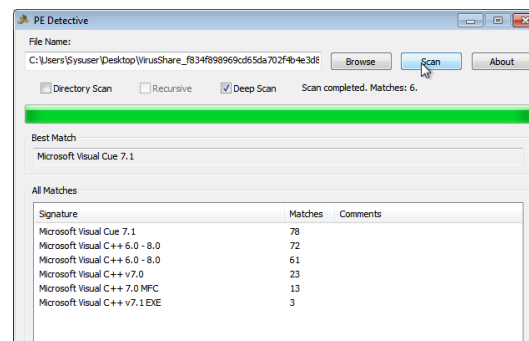 PE Detective
File Name:
C:\Users\Sysuser\Desktop\VirusShare_f834f898969cd65da702f4b4e3d8 Browse Scan About
Directory Scan Recursive Deep Scan Scan completed. Matches: 6.
Best Match
Microsoft Visual Cue 7.1
All Matches
Signature Matches Comments
Microsoft Visual Cue 7.1 78
Microsoft Visual C++ 6.0 - 8.0 72
Microsoft Visual C++ 6.0 - 8.0 61
Microsoft Visual C++ v7.0 23
Microsoft Visual C++ 7.0 MFC 13
Microsoft Visual C++ v7.1 EXE 3